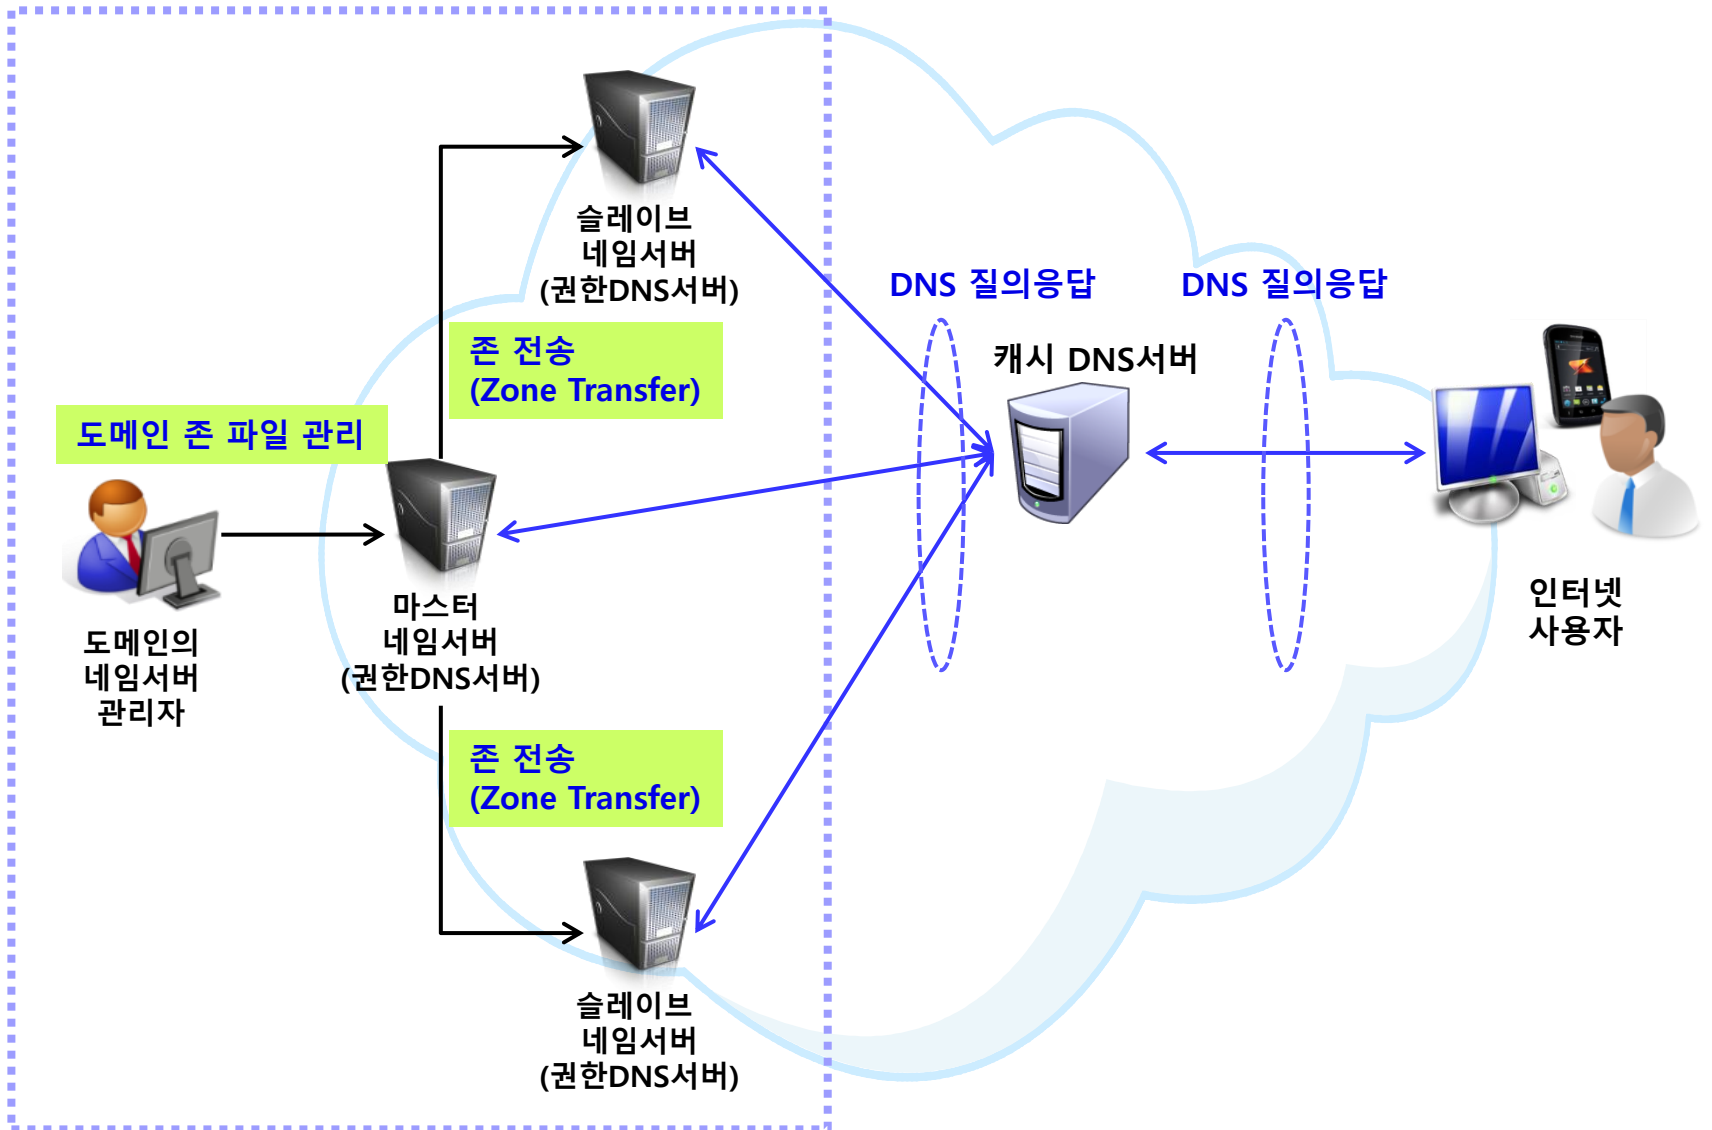 슬레이브
네임서버
(권한DNS서버)
DNS 질의응답
DNS 질의응답
존 전송
(Zone Transfer)
캐시 DNS서버
도메인 존 파일 관리
마스터
네임서버
(권한DNS서버)
도메인의
네임서버
관리자
인터넷
사용자
존 전송
(Zone Transfer)
슬레이브
네임서버
(권한DNS서버)